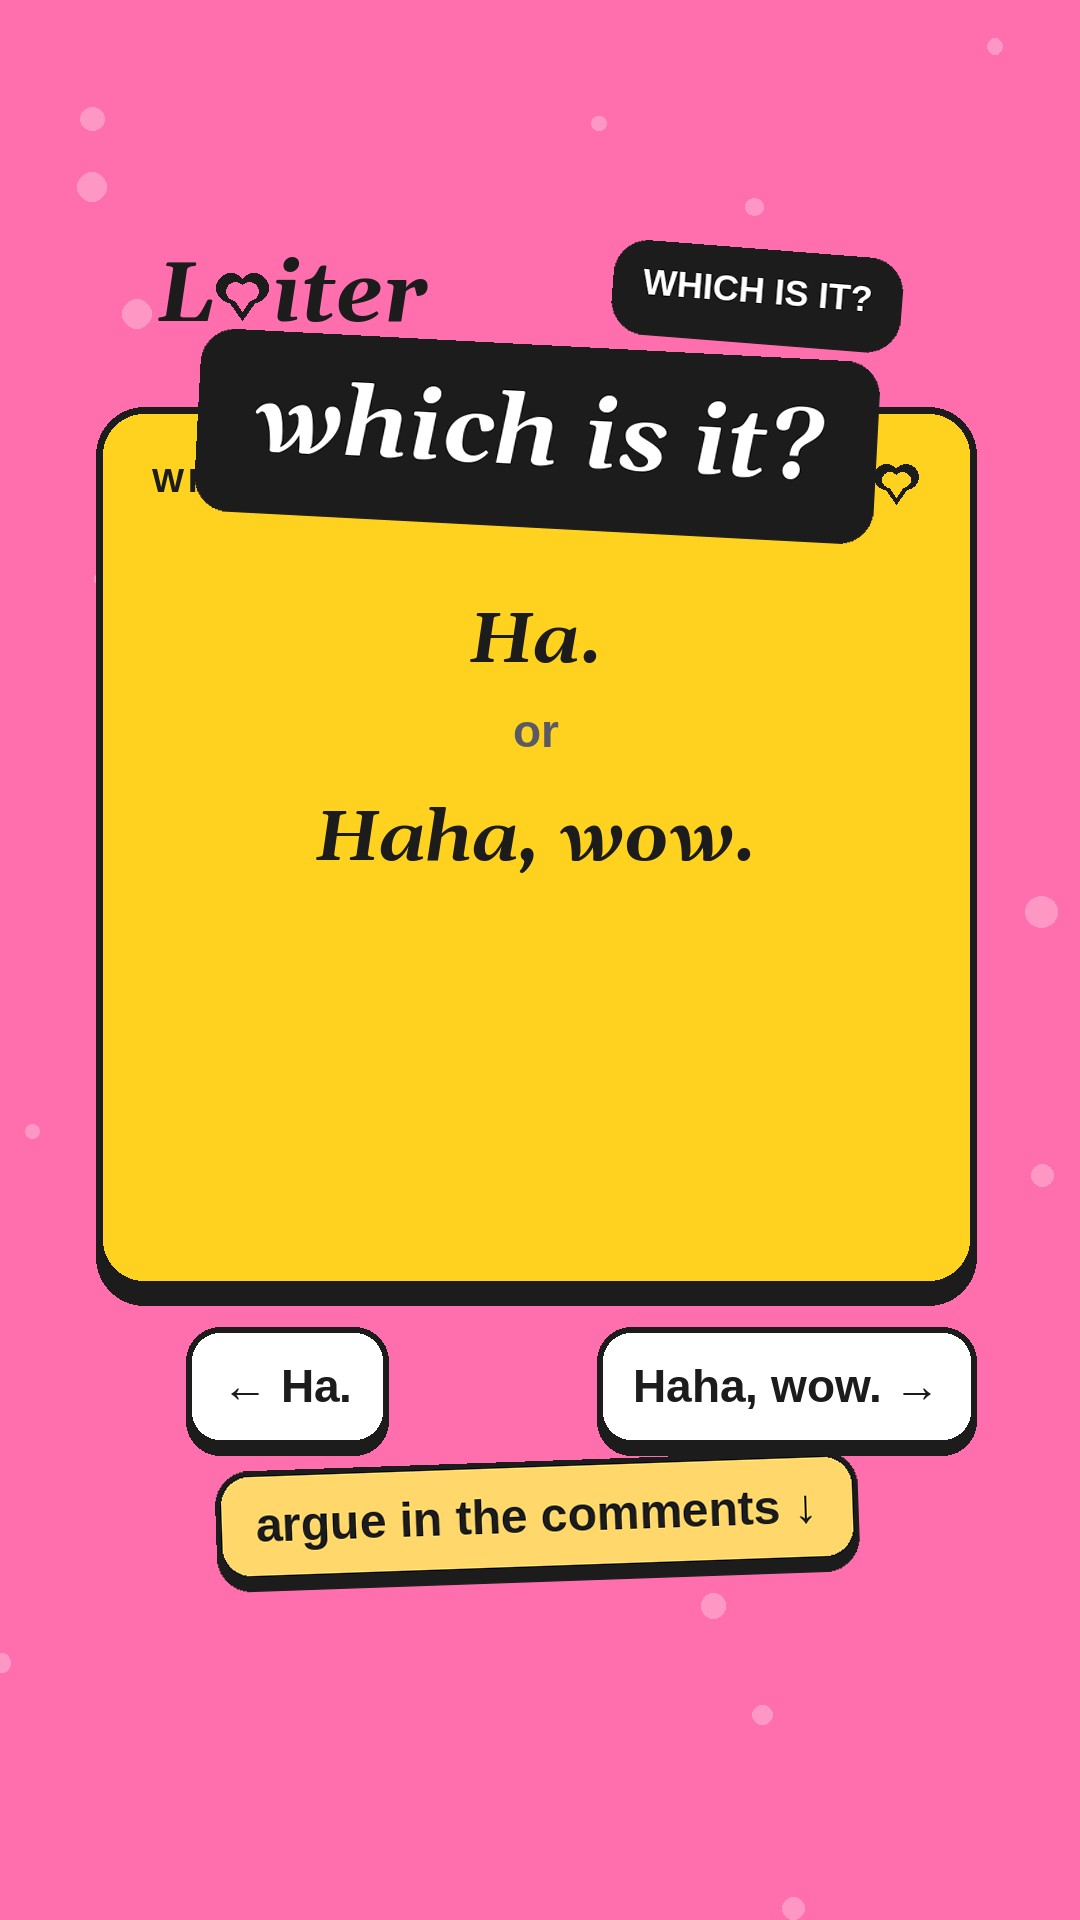 Loiter
WHICH IS IT?
which is it?
Ha.
or
Haha, wow.
← Ha.
Haha, wow. →
argue in the comments ↓